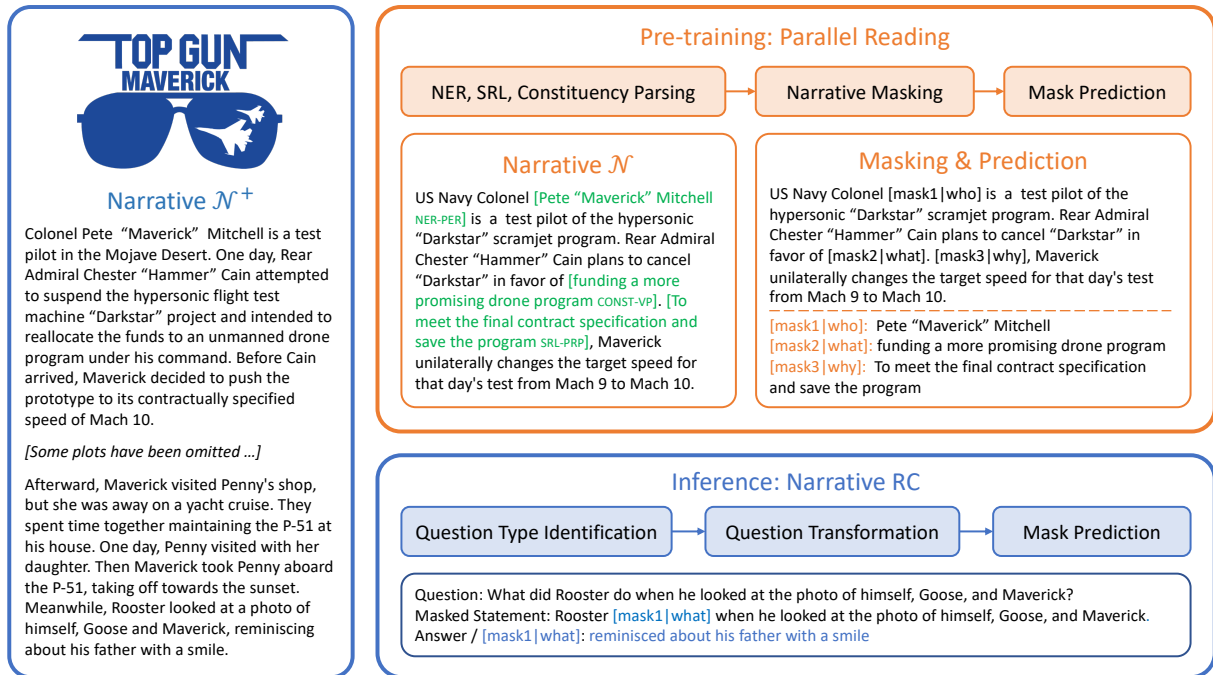 TOP GUN
MAVERICK
Narrative 𝒩⁺
Colonel Pete “Maverick” Mitchell is a test
pilot in the Mojave Desert. One day, Rear
Admiral Chester “Hammer” Cain attempted
to suspend the hypersonic flight test
machine “Darkstar” project and intended to
reallocate the funds to an unmanned drone
program under his command. Before Cain
arrived, Maverick decided to push the
prototype to its contractually specified
speed of Mach 10.
[Some plots have been omitted …]
Afterward, Maverick visited Penny's shop,
but she was away on a yacht cruise. They
spent time together maintaining the P-51 at
his house. One day, Penny visited with her
daughter. Then Maverick took Penny aboard
the P-51, taking off towards the sunset.
Meanwhile, Rooster looked at a photo of
himself, Goose and Maverick, reminiscing
about his father with a smile.
Pre-training: Parallel Reading
NER, SRL, Constituency Parsing
Narrative Masking
Mask Prediction
Narrative 𝒩
US Navy Colonel [Pete “Maverick” Mitchell
NER-PER] is a test pilot of the hypersonic
“Darkstar” scramjet program. Rear Admiral
Chester “Hammer” Cain plans to cancel
“Darkstar” in favor of [funding a more
promising drone program CONST-VP]. [To
meet the final contract specification and
save the program SRL-PRP], Maverick
unilaterally changes the target speed for
that day's test from Mach 9 to Mach 10.
Masking & Prediction
US Navy Colonel [mask1|who] is a test pilot of the
hypersonic “Darkstar” scramjet program. Rear Admiral
Chester “Hammer” Cain plans to cancel “Darkstar” in
favor of [mask2|what]. [mask3|why], Maverick
unilaterally changes the target speed for that day's test
from Mach 9 to Mach 10.
[mask1|who]: Pete “Maverick” Mitchell
[mask2|what]: funding a more promising drone program
[mask3|why]: To meet the final contract specification
and save the program
Inference: Narrative RC
Question Type Identification
Question Transformation
Mask Prediction
Question: What did Rooster do when he looked at the photo of himself, Goose, and Maverick?
Masked Statement: Rooster [mask1|what] when he looked at the photo of himself, Goose, and Maverick.
Answer / [mask1|what]: reminisced about his father with a smile